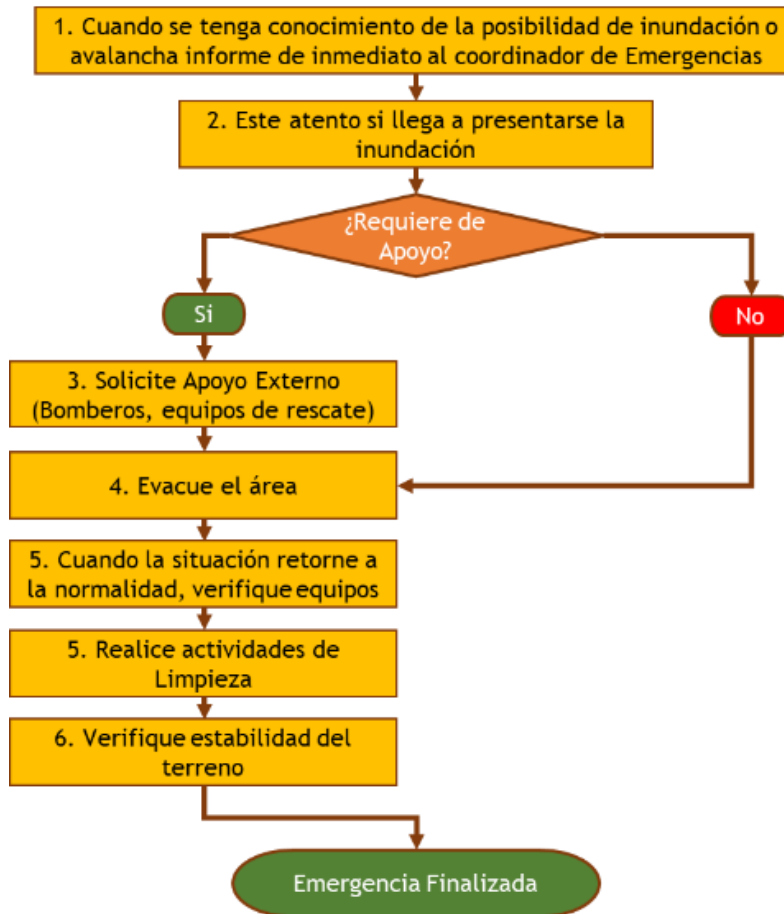 1. Cuando se tenga conocimiento de la posibilidad de inundación o
avalancha informe de inmediato al coordinador de Emergencias
2. Este atento si llega a presentarse la
inundación
¿Requiere de
Apoyo?
Si
No
3. Solicite Apoyo Externo
(Bomberos, equipos de rescate)
4. Evacue el área
5. Cuando la situación retorne a
la normalidad, verifique equipos
5. Realice actividades de
Limpieza
6. Verifique estabilidad del
terreno
Emergencia Finalizada